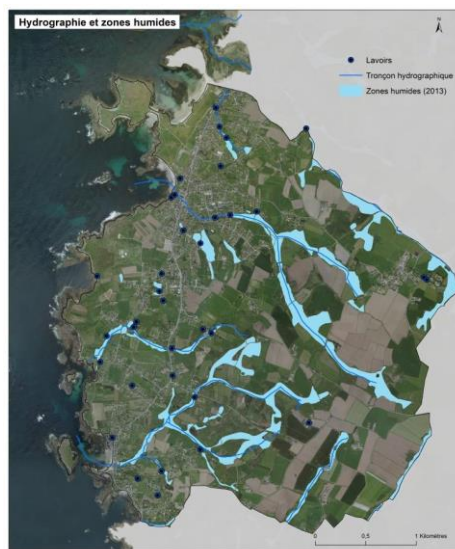 Hydrographie et zones humides
N
Lavoirs
Tronçon hydrographique
Zones humides (2013)
0 0,5 1 Kilomètres